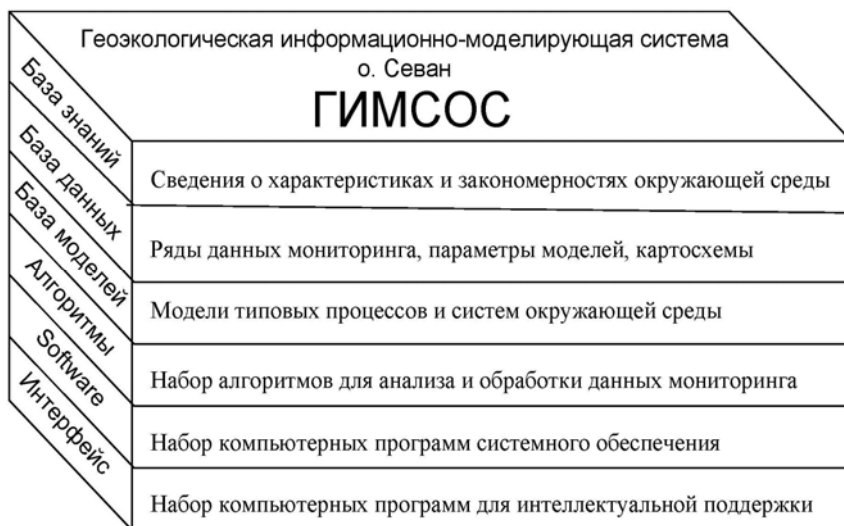 Геоэкологическая информационно-моделирующая система
о. Севан
ГИМСОС
База знаний
Сведения о характеристиках и закономерностях окружающей среды
База данных
Ряды данных мониторинга, параметры моделей, картосхемы
База моделей
Модели типовых процессов и систем окружающей среды
Алгоритмы
Набор алгоритмов для анализа и обработки данных мониторинга
Software
Набор компьютерных программ системного обеспечения
Интерфейс
Набор компьютерных программ для интеллектуальной поддержки